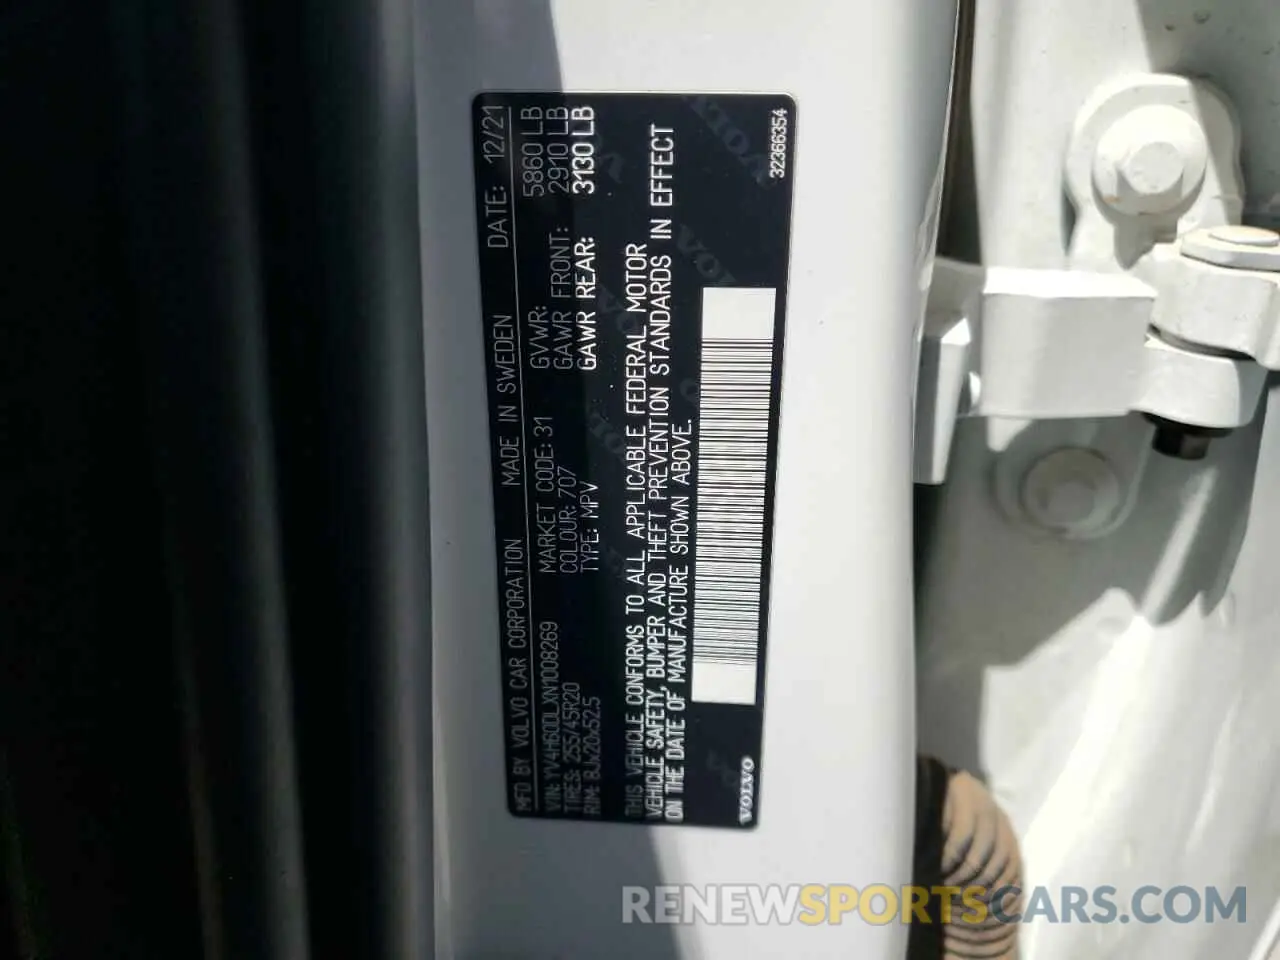 MFD BY VOLVO CAR CORPORATION MADE IN SWEDEN DATE: 12/21
VIN: YV4H60DLXN1008269 MARKET CODE: 31 GVWR: 5860 LB
TIRES: 255/45R20 COLOUR: 707 GAWR FRONT: 2910 LB
RIM: 8Jx20x52.5 TYPE: MPV GAWR REAR: 3130 LB
THIS VEHICLE CONFORMS TO ALL APPLICABLE FEDERAL MOTOR
VEHICLE SAFETY, BUMPER AND THEFT PREVENTION STANDARDS IN EFFECT
ON THE DATE OF MANUFACTURE SHOWN ABOVE.
VOLVO 32366354
RENEWSPORTSCARS.COM